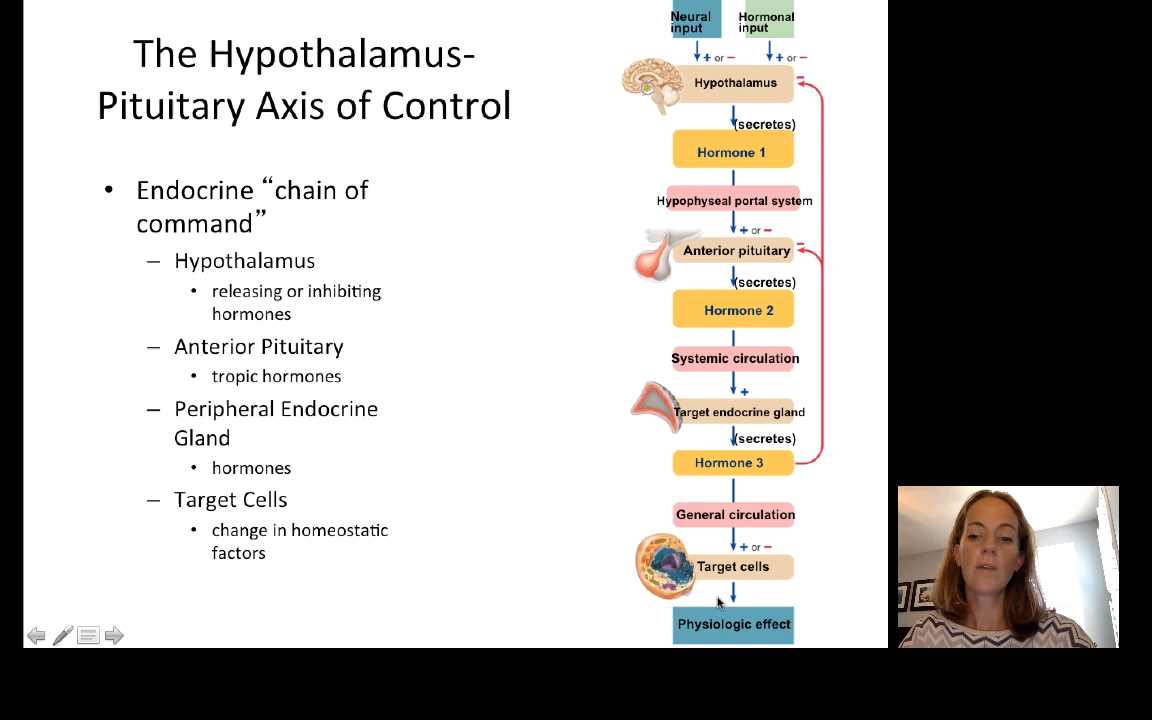 The Hypothalamus-
Pituitary Axis of Control
• Endocrine “chain of
command”
– Hypothalamus
• releasing or inhibiting
hormones
– Anterior Pituitary
• tropic hormones
– Peripheral Endocrine
Gland
• hormones
– Target Cells
• change in homeostatic
factors
Neural
input
Hormonal
input
+ or –
+ or –
Hypothalamus
–
(secretes)
Hormone 1
Hypophyseal portal system
+ or –
Anterior pituitary
–
(secretes)
Hormone 2
Systemic circulation
+
Target endocrine gland
(secretes)
Hormone 3
General circulation
+ or –
Target cells
Physiologic effect